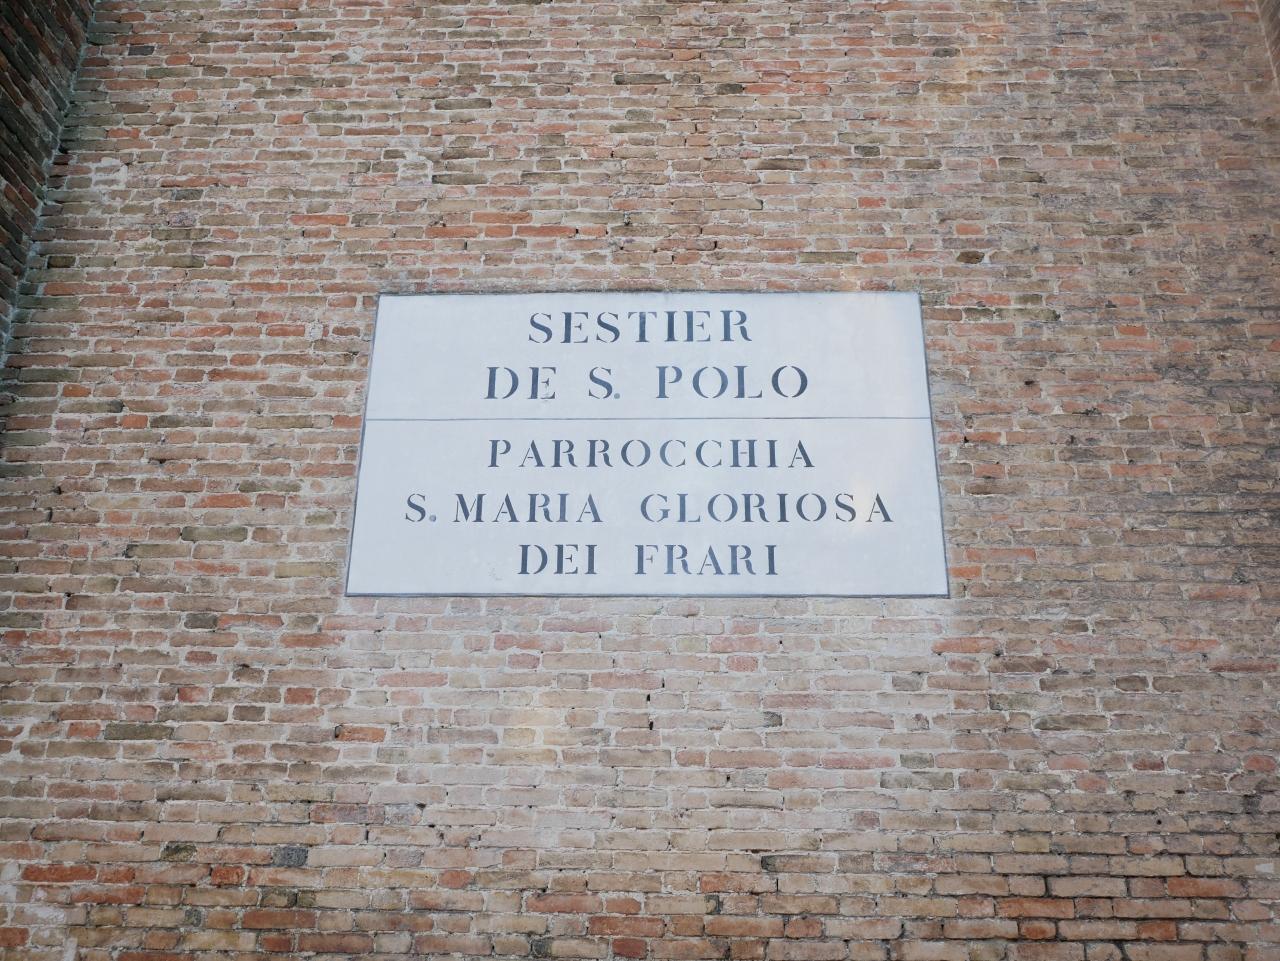 SESTIER
DE S. POLO
PARROCCHIA
S. MARIA GLORIOSA
DEI FRARI